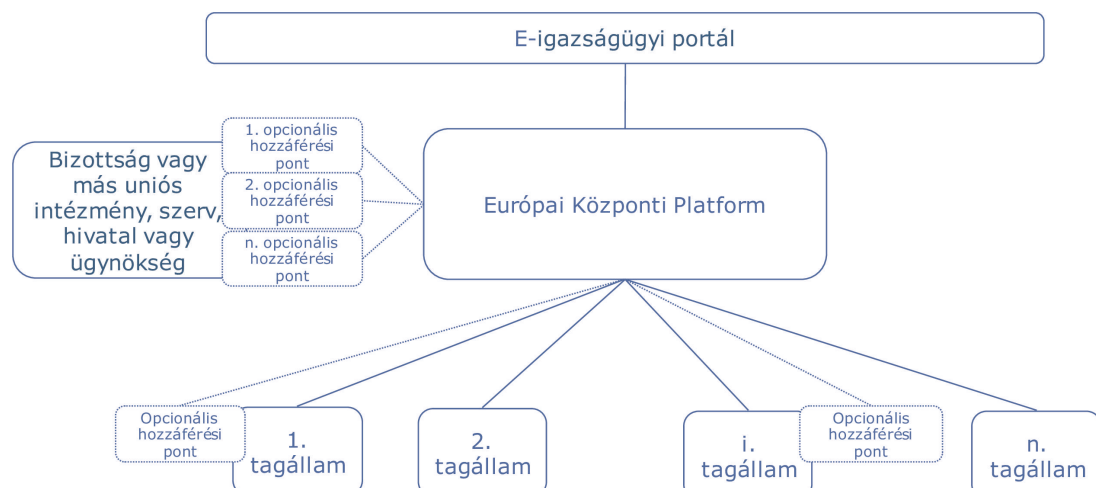 E-igazságügyi portál
Bizottság vagy
más uniós
intézmény, szerv,
hivatal vagy
ügynökség
1. opcionális
hozzáférési
pont
2. opcionális
hozzáférési
pont
n. opcionális
hozzáférési
pont
Európai Központi Platform
Opcionális
hozzáférési
pont
1.
tagállam
2.
tagállam
i.
tagállam
Opcionális
hozzáférési
pont
n.
tagállam